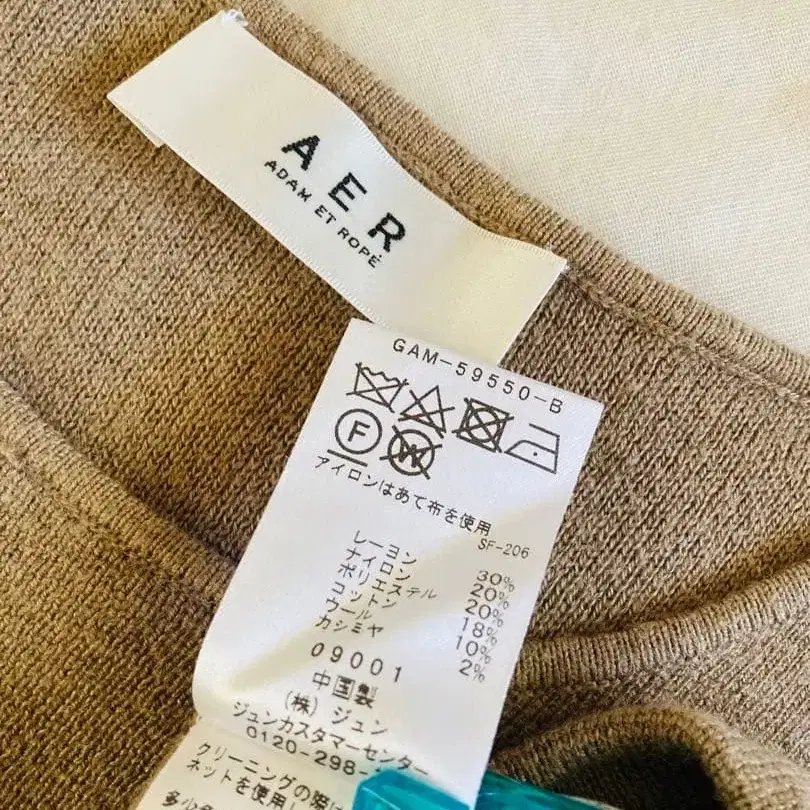 AER
ADAM ET ROPÉ
GAM-59550-B
F W
アイロンはあて布を使用
SF-206
レーヨン 30%
ナイロン 20%
ポリエステル 20%
コットン 18%
ウール 10%
カシミヤ 2%
09001
中国製
(株) ジュン
ジュンカスタマーセンター
0120-298-
クリーニングの際は
ネットを使用し
多少